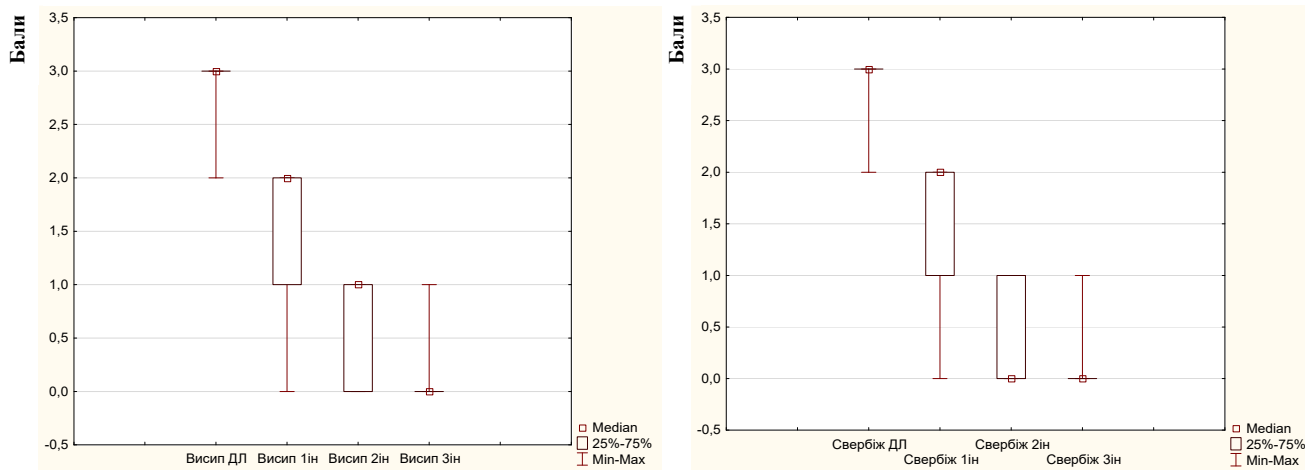 Бали
3,5
3,0
2,5
2,0
1,5
1,0
0,5
0,0
-0,5
Висип ДЛ Висип 1ін Висип 2ін Висип 3ін
Median
25%-75%
Min-Max
Бали
3,5
3,0
2,5
2,0
1,5
1,0
0,5
0,0
-0,5
Свербіж ДЛ Свербіж 2ін
Свербіж 1ін Свербіж 3ін
Median
25%-75%
Min-Max